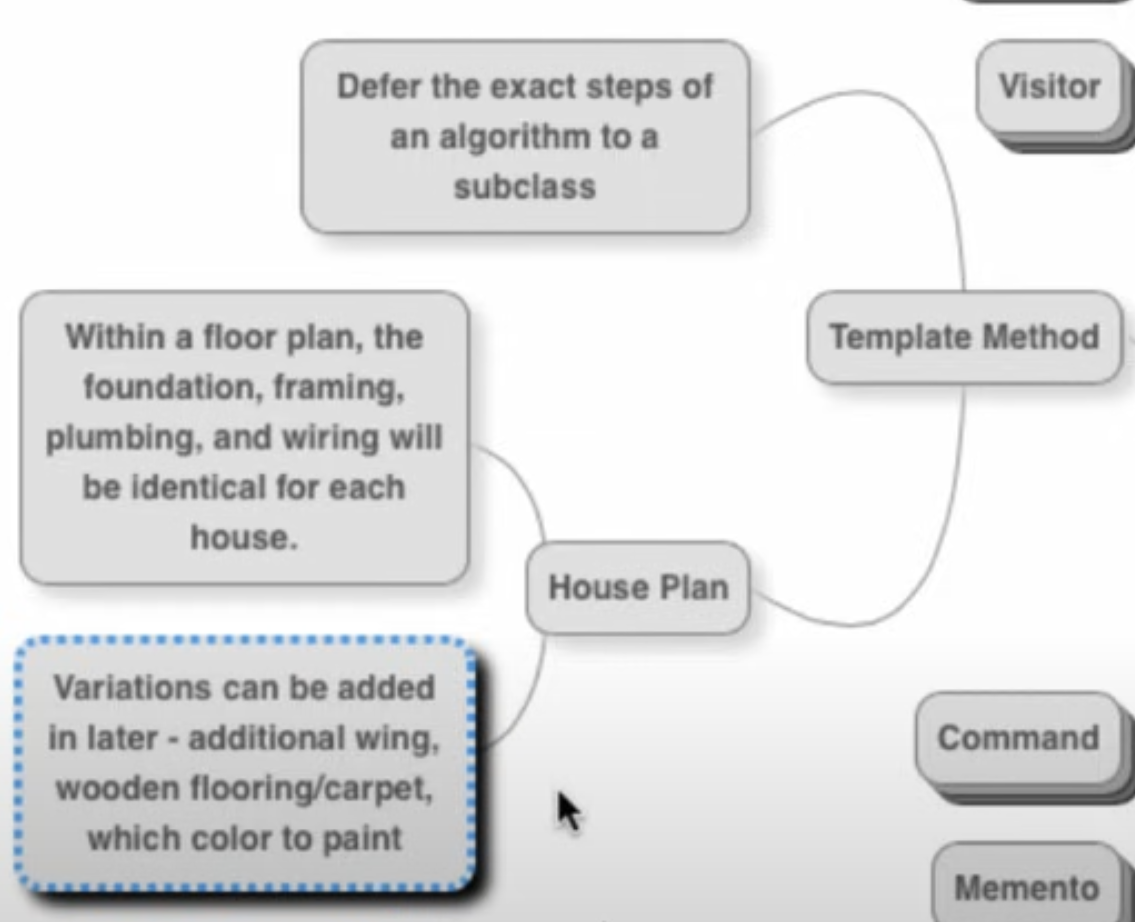 Defer the exact steps of
an algorithm to a
subclass
Visitor
Within a floor plan, the
foundation, framing,
plumbing, and wiring will
be identical for each
house.
Template Method
House Plan
Variations can be added
in later - additional wing,
wooden flooring/carpet,
which color to paint
Command
Memento